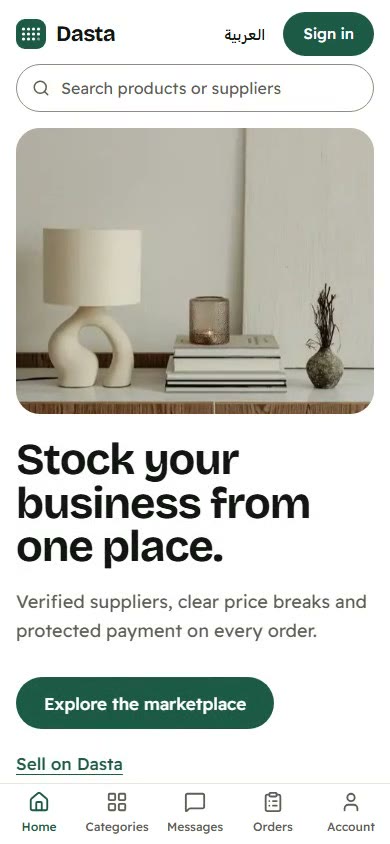 Dasta
العربية
Sign in
Search products or suppliers
Stock your
business from
one place.
Verified suppliers, clear price breaks and
protected payment on every order.
Explore the marketplace
Sell on Dasta
Home
Categories
Messages
Orders
Account